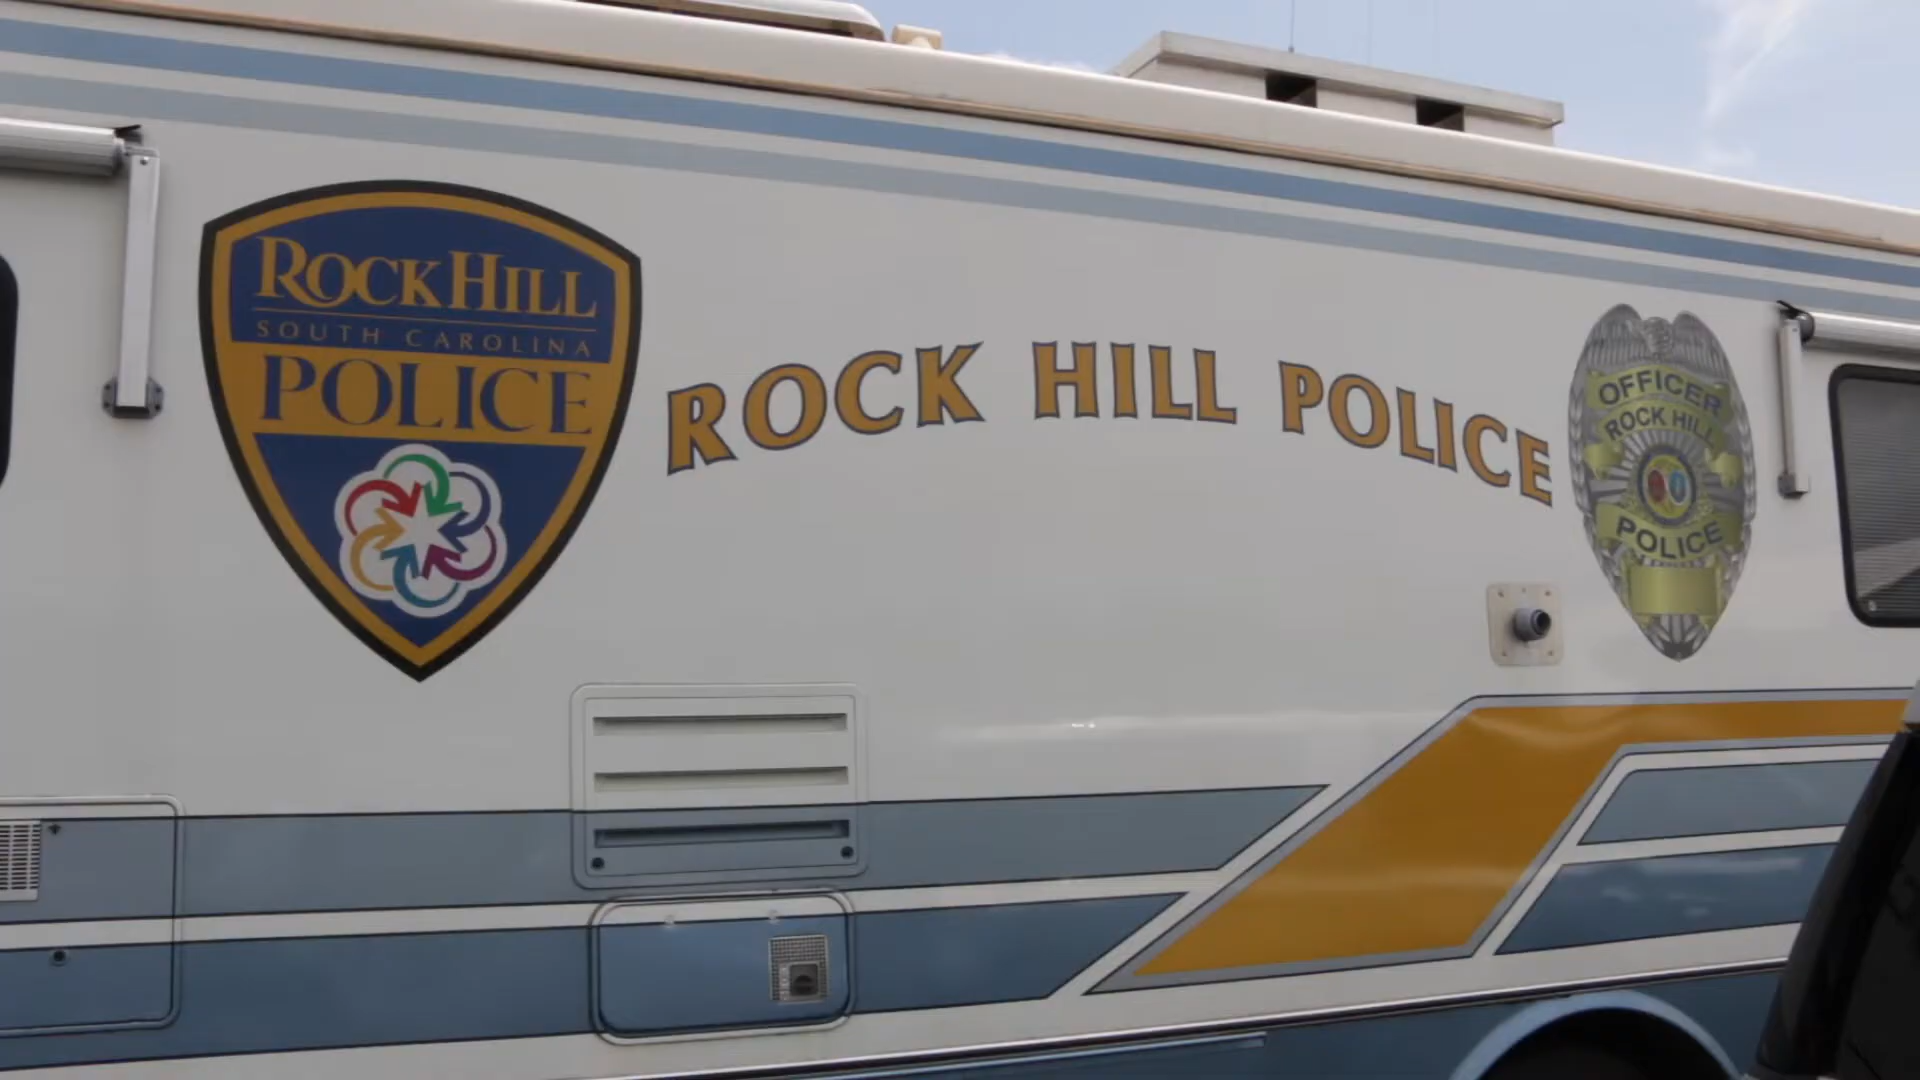 ROCK HILL
SOUTH CAROLINA
POLICE
ROCK HILL POLICE
OFFICER
ROCK HILL
POLICE